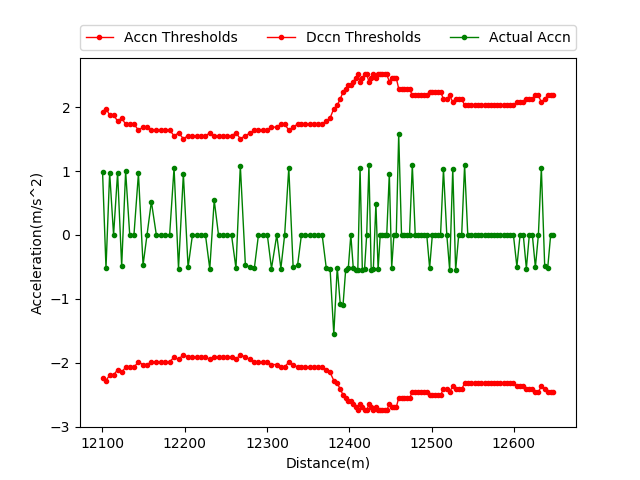 Accn Thresholds Dccn Thresholds Actual Accn
2
1
0
−1
−2
−3
Acceleration(m/s^2)
12100 12200 12300 12400 12500 12600
Distance(m)